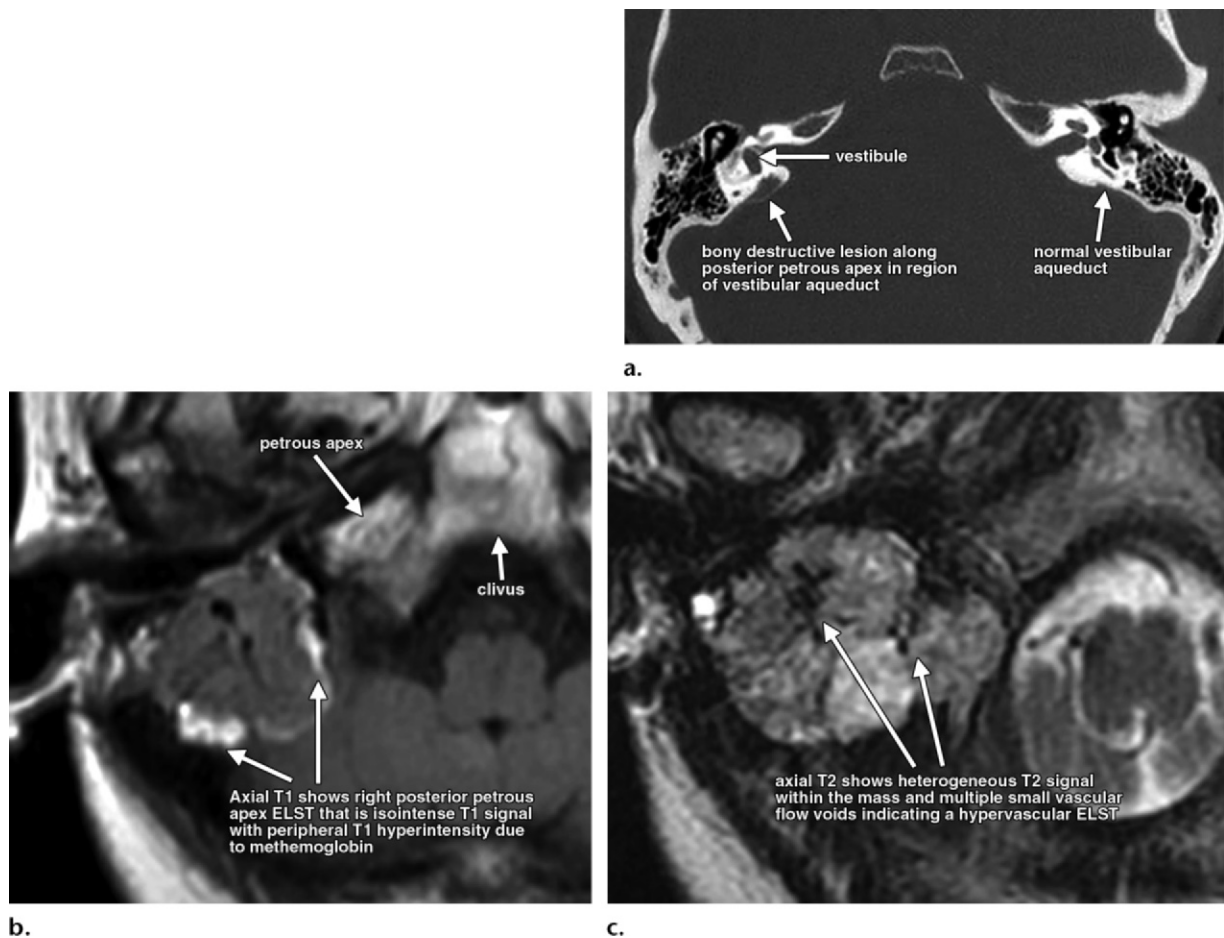 vestibule
bony destructive lesion along
posterior petrous apex in region
of vestibular aqueduct
normal vestibular
aqueduct
a.
petrous apex
clivus
Axial T1 shows right posterior petrous
apex ELST that is isointense T1 signal
with peripheral T1 hyperintensity due
to methemoglobin
b.
axial T2 shows heterogeneous T2 signal
within the mass and multiple small vascular
flow voids indicating a hypervascular ELST
c.